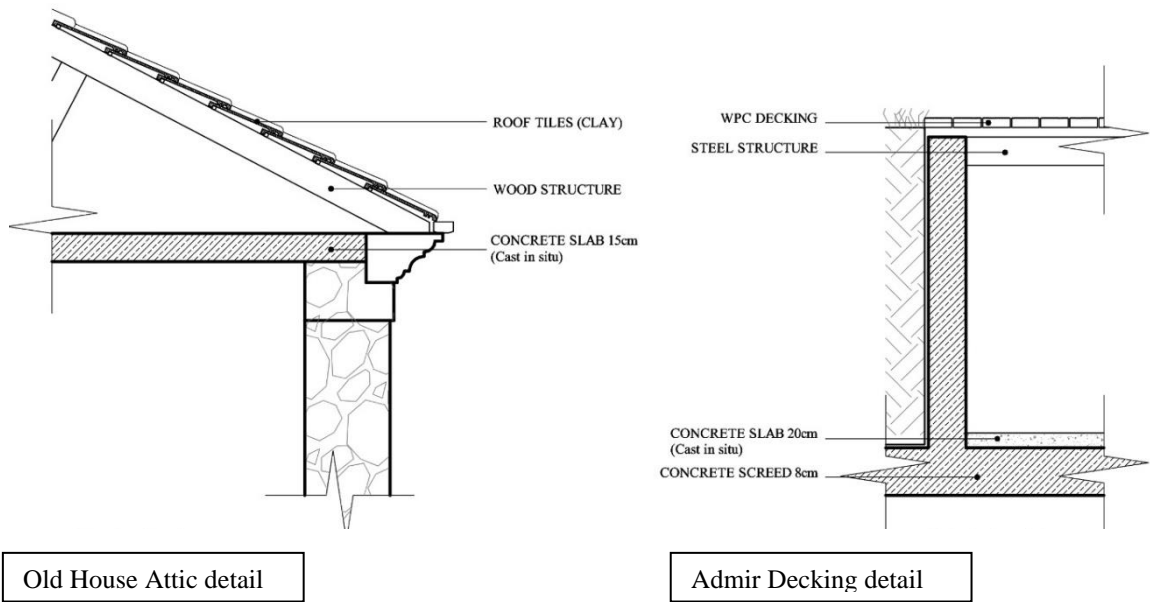 ROOF TILES (CLAY)
WOOD STRUCTURE
CONCRETE SLAB 15cm
(Cast in situ)
Old House Attic detail
WPC DECKING
STEEL STRUCTURE
CONCRETE SLAB 20cm
(Cast in situ)
CONCRETE SCREED 8cm
Admir Decking detail